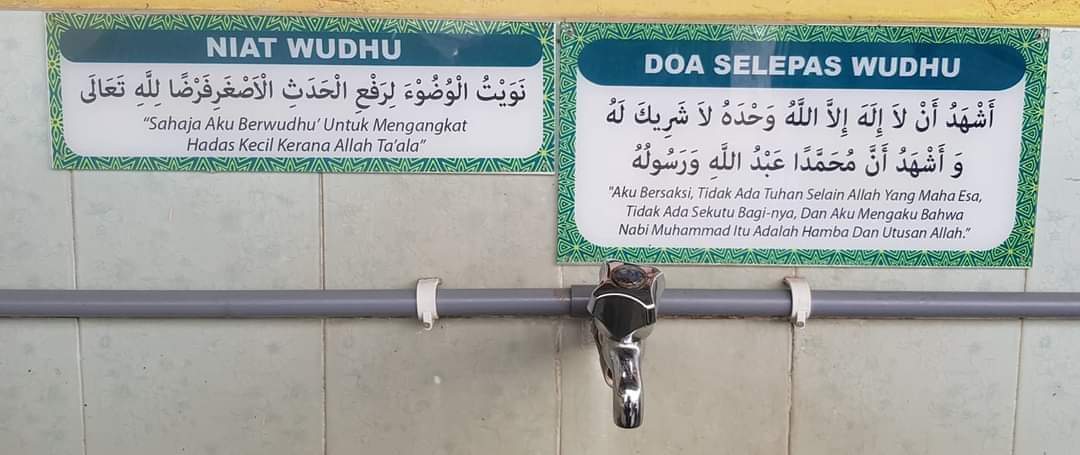 NIAT WUDHU
نَوَيْتُ الْوُضُوْءَ لِرَفْعِ الْحَدَثِ الْاَصْغَرِفَرْضًا لِلَّهِ تَعَالَى
“Sahaja Aku Berwudhu’ Untuk Mengangkat
Hadas Kecil Kerana Allah Ta'ala”
DOA SELEPAS WUDHU
أَشْهَدُ أَنْ لاَ إِلَهَ إِلاَّ اللَّهُ وَحْدَهُ لاَ شَرِيكَ لَهُ
وَ أَشْهَدُ أَنَّ مُحَمَّدًا عَبْدُ اللَّهِ وَرَسُولُهُ
"Aku Bersaksi, Tidak Ada Tuhan Selain Allah Yang Maha Esa,
Tidak Ada Sekutu Bagi-nya, Dan Aku Mengaku Bahwa
Nabi Muhammad Itu Adalah Hamba Dan Utusan Allah.”